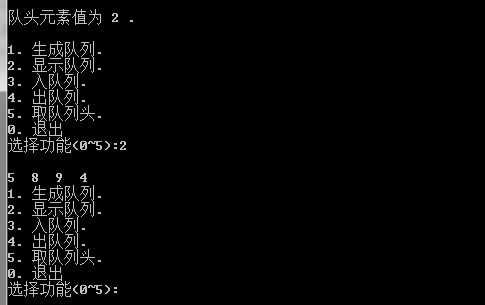 队头元素值为 2 .
1. 生成队列.
2. 显示队列.
3. 入队列.
4. 出队列.
5. 取队列头.
0. 退出
选择功能(0~5):2
5 8 9 4
1. 生成队列.
2. 显示队列.
3. 入队列.
4. 出队列.
5. 取队列头.
0. 退出
选择功能(0~5):